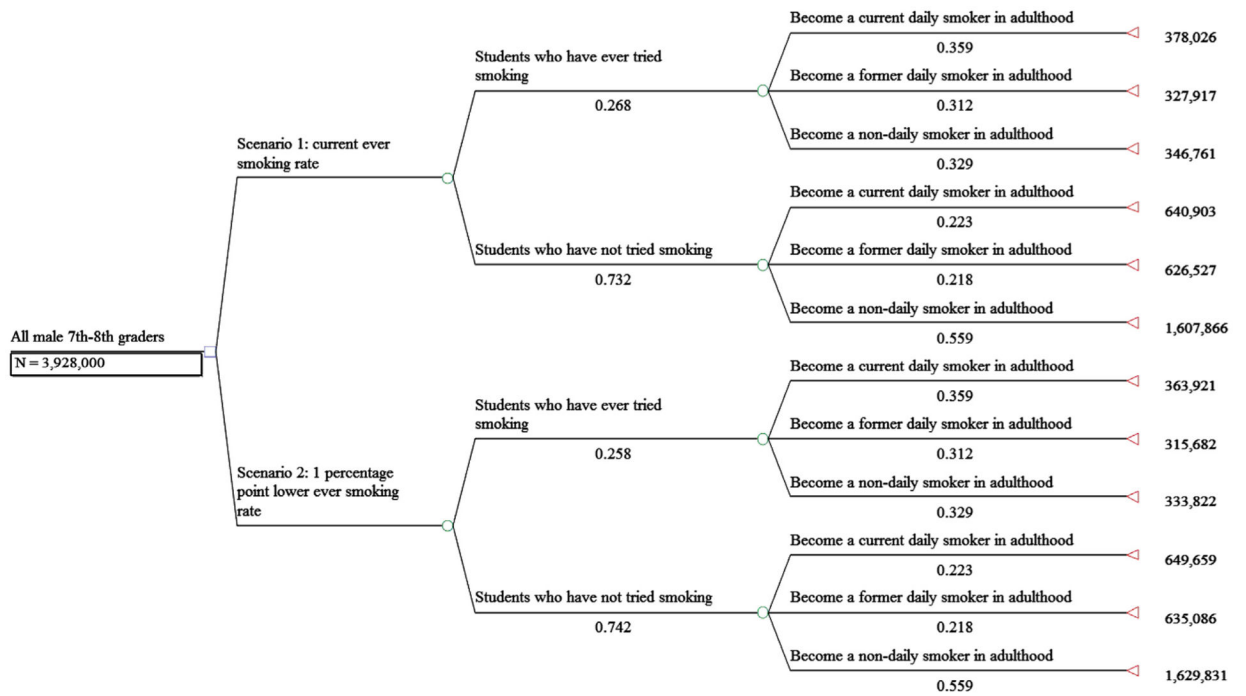 Become a current daily smoker in adulthood
0.359
378,026
Students who have ever tried
smoking
0.268
Become a former daily smoker in adulthood
0.312
327,917
Become a non-daily smoker in adulthood
0.329
346,761
Scenario 1: current ever
smoking rate
Become a current daily smoker in adulthood
0.223
640,903
Students who have not tried smoking
0.732
Become a former daily smoker in adulthood
0.218
626,527
Become a non-daily smoker in adulthood
0.559
1,607,866
All male 7th-8th graders
N = 3,928,000
Become a current daily smoker in adulthood
0.359
363,921
Students who have ever tried
smoking
0.258
Become a former daily smoker in adulthood
0.312
315,682
Become a non-daily smoker in adulthood
0.329
333,822
Scenario 2: 1 percentage
point lower ever smoking
rate
Become a current daily smoker in adulthood
0.223
649,659
Students who have not tried smoking
0.742
Become a former daily smoker in adulthood
0.218
635,086
Become a non-daily smoker in adulthood
0.559
1,629,831